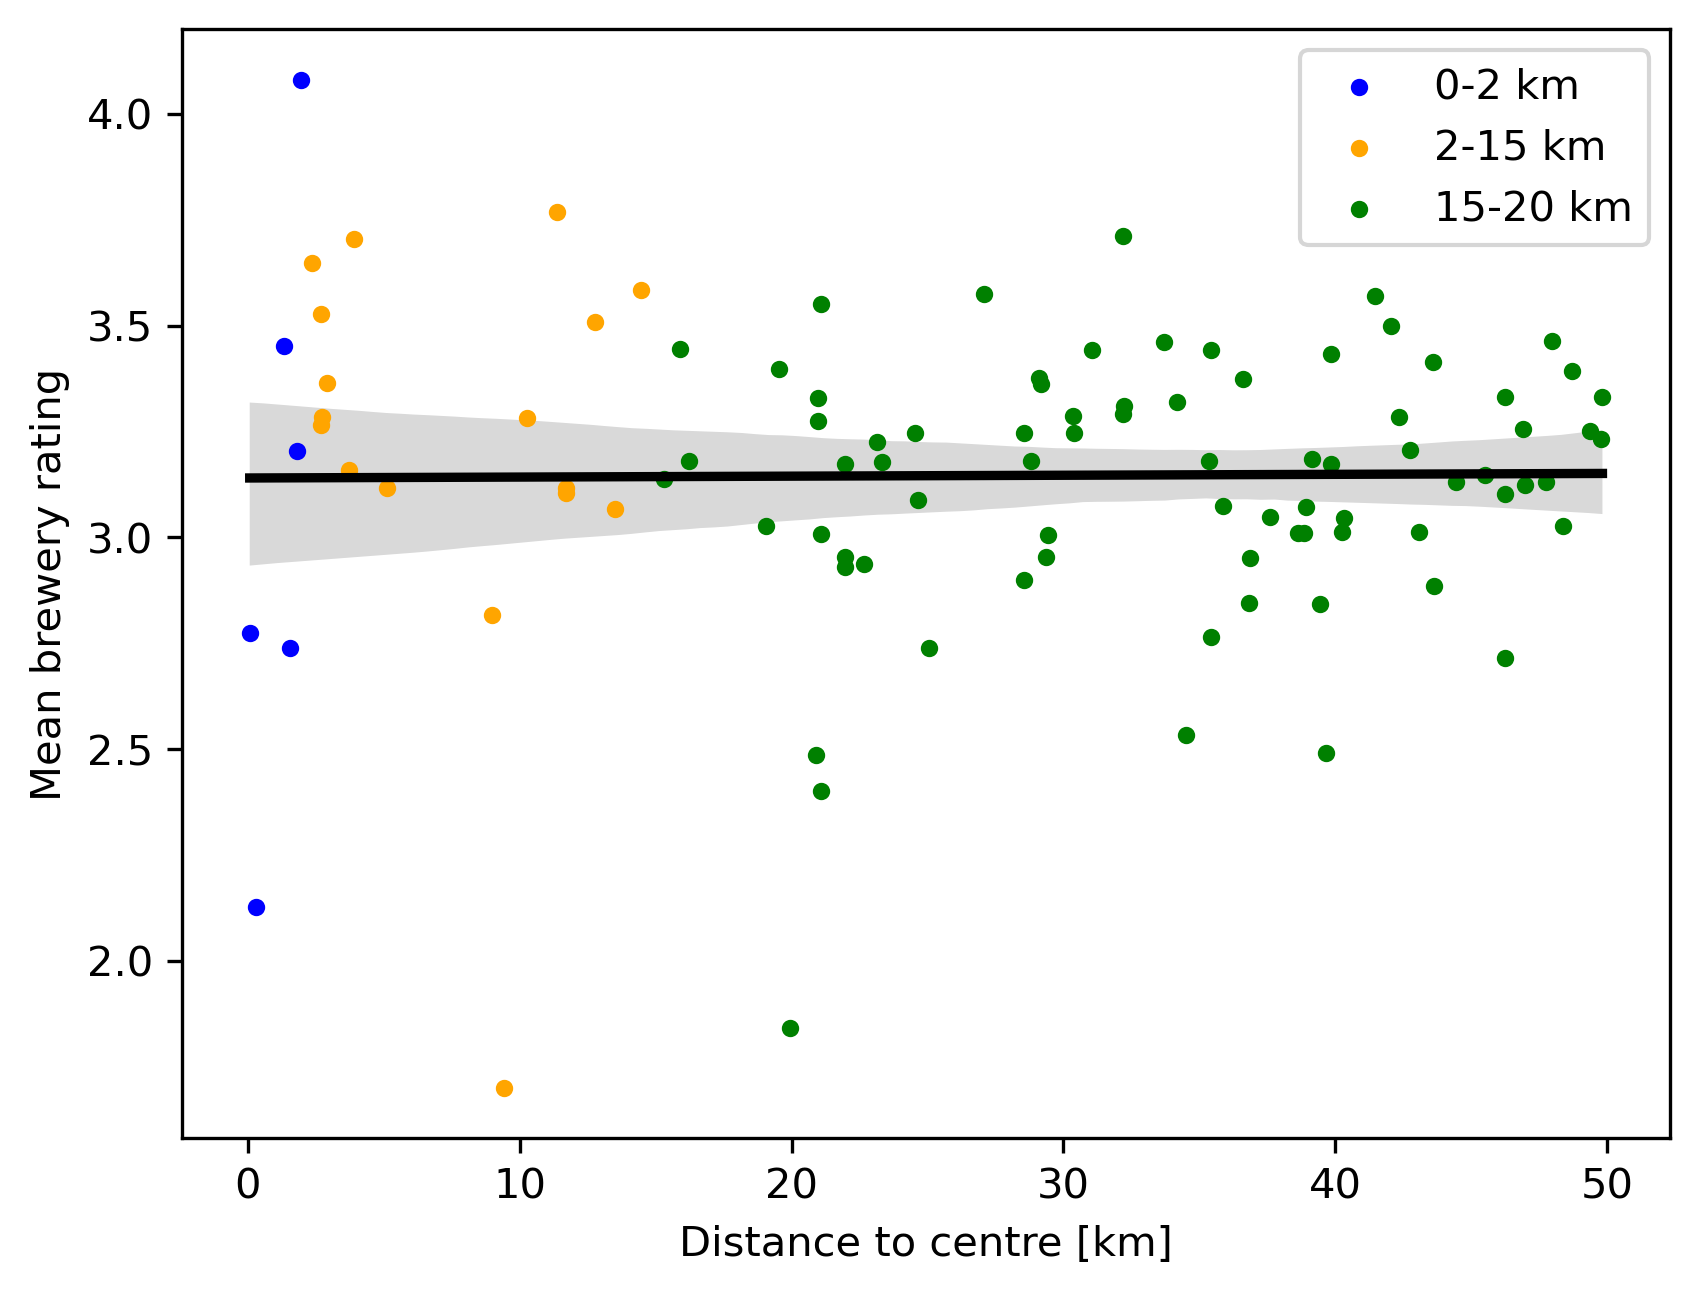 0-2 km
2-15 km
15-20 km
4.0
3.5
3.0
2.5
2.0
Mean brewery rating
0 10 20 30 40 50
Distance to centre [km]